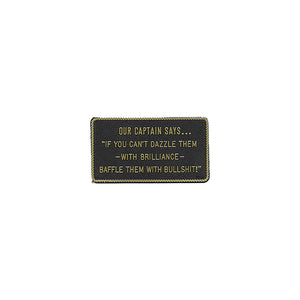 OUR CAPTAIN SAYS...
"IF YOU CAN'T DAZZLE THEM
—WITH BRILLIANCE—
BAFFLE THEM WITH BULLSHIT!"